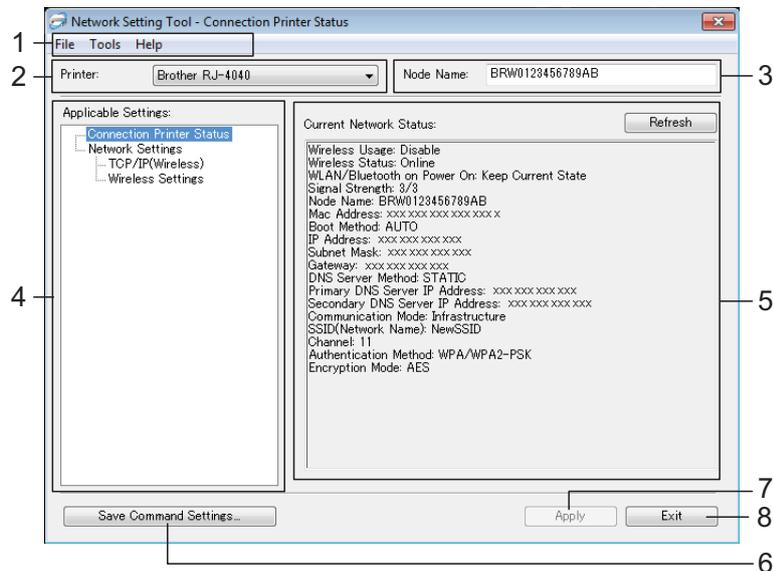 Network Setting Tool - Connection Printer Status
1
File Tools Help
2
Printer: Brother RJ-4040
Node Name: BRW0123456789AB
3
Applicable Settings:
Connection Printer Status
Network Settings
TCP/IP(Wireless)
Wireless Settings
4
Current Network Status:
Refresh
Wireless Usage: Disable
Wireless Status: Online
WLAN/Bluetooth on Power On: Keep Current State
Signal Strength: 3/3
Node Name: BRW0123456789AB
Mac Address: xxx xxx xxx xxx xxx x
Boot Method: AUTO
IP Address: xxx xxx xxx xxx
Subnet Mask: xxx xxx xxx xxx
Gateway: xxx xxx xxx xxx
DNS Server Method: STATIC
Primary DNS Server IP Address: xxx xxx xxx xxx
Secondary DNS Server IP Address: xxx xxx xxx xxx
Communication Mode: Infrastructure
SSID(Network Name): NewSSID
Channel: 11
Authentication Method: WPA/WPA2-PSK
Encryption Mode: AES
5
7
Save Command Settings...
Apply
Exit
8
6